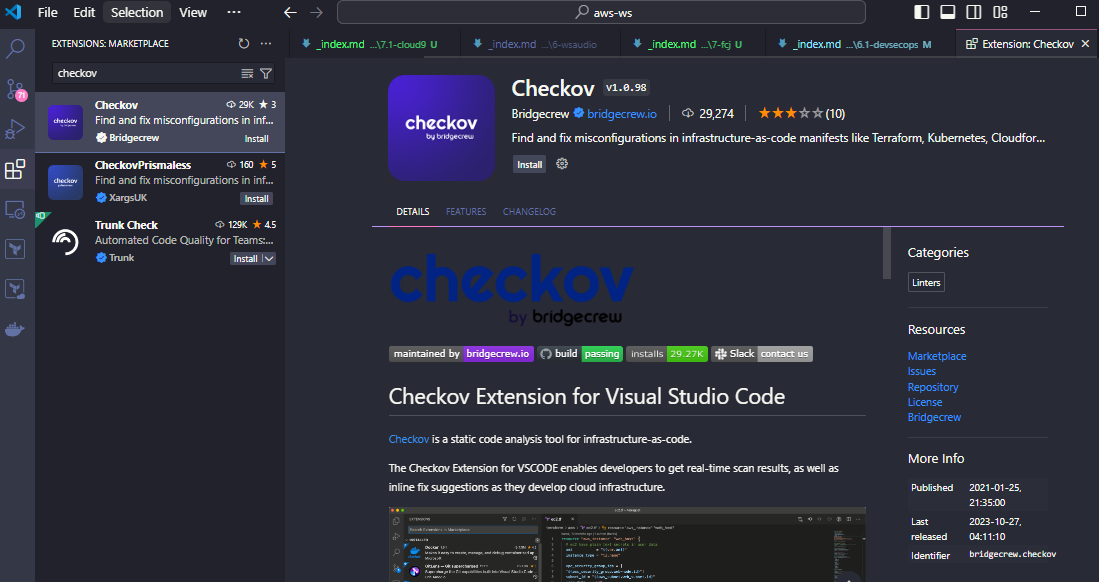 File Edit Selection View ··· aws-ws
EXTENSIONS: MARKETPLACE
checkov
Checkov 29K ★ 3
Find and fix misconfigurations in inf...
Bridgecrew Install
CheckovPrismaless 160 ★ 5
Find and fix misconfigurations in inf...
XargsUK Install
Trunk Check 129K ★ 4.5
Automated Code Quality for Teams:...
Trunk Install
71
_index.md ...\7.1-cloud9 U
_index.md ...\6-wsaudio
_index.md ...\7-fcj U
_index.md ...\6.1-devsecops M
Extension: Checkov
checkov
by bridgecrew
Checkov v1.0.98
Bridgecrew bridgecrew.io 29,274 ★★★☆☆(10)
Find and fix misconfigurations in infrastructure-as-code manifests like Terraform, Kubernetes, Cloudfor...
Install
DETAILS FEATURES CHANGELOG
checkov
by bridgecrew
maintained by bridgecrew.io build passing installs 29.27K Slack contact us
Checkov Extension for Visual Studio Code
Checkov is a static code analysis tool for infrastructure-as-code.
The Checkov Extension for VSCODE enables developers to get real-time scan results, as well as
inline fix suggestions as they develop cloud infrastructure.
Categories
Linters
Resources
Marketplace
Issues
Repository
License
Bridgecrew
More Info
Published 2021-01-25,
21:35:00
Last 2023-10-27,
released 04:11:10
Identifier bridgecrew.checkov